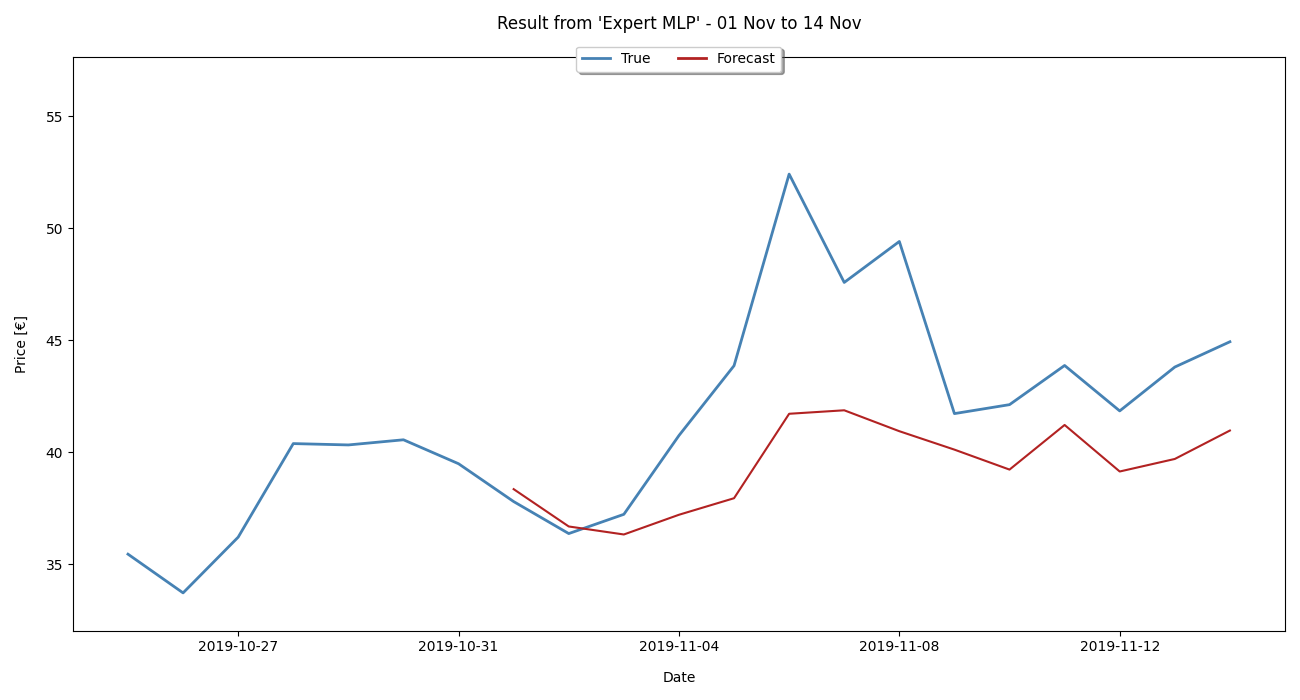 Result from 'Expert MLP' - 01 Nov to 14 Nov
True Forecast
55
50
45
40
35
Price [€]
2019-10-27 2019-10-31 2019-11-04 2019-11-08 2019-11-12
Date